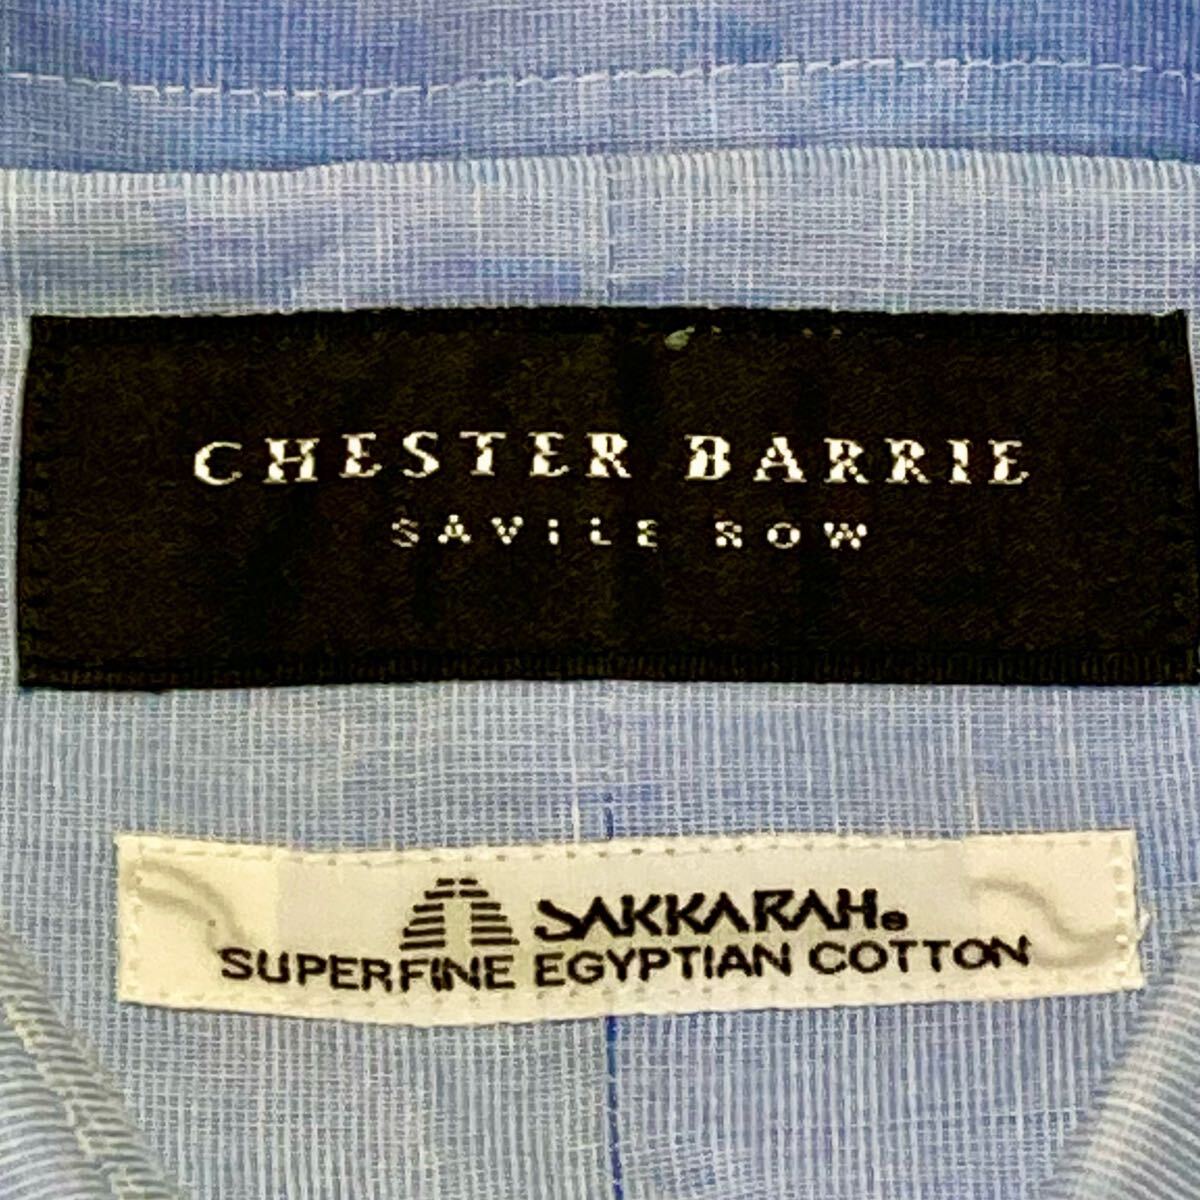 CHESTER BARRIE
SAVILE ROW
SAKKARAH®
SUPERFINE EGYPTIAN COTTON